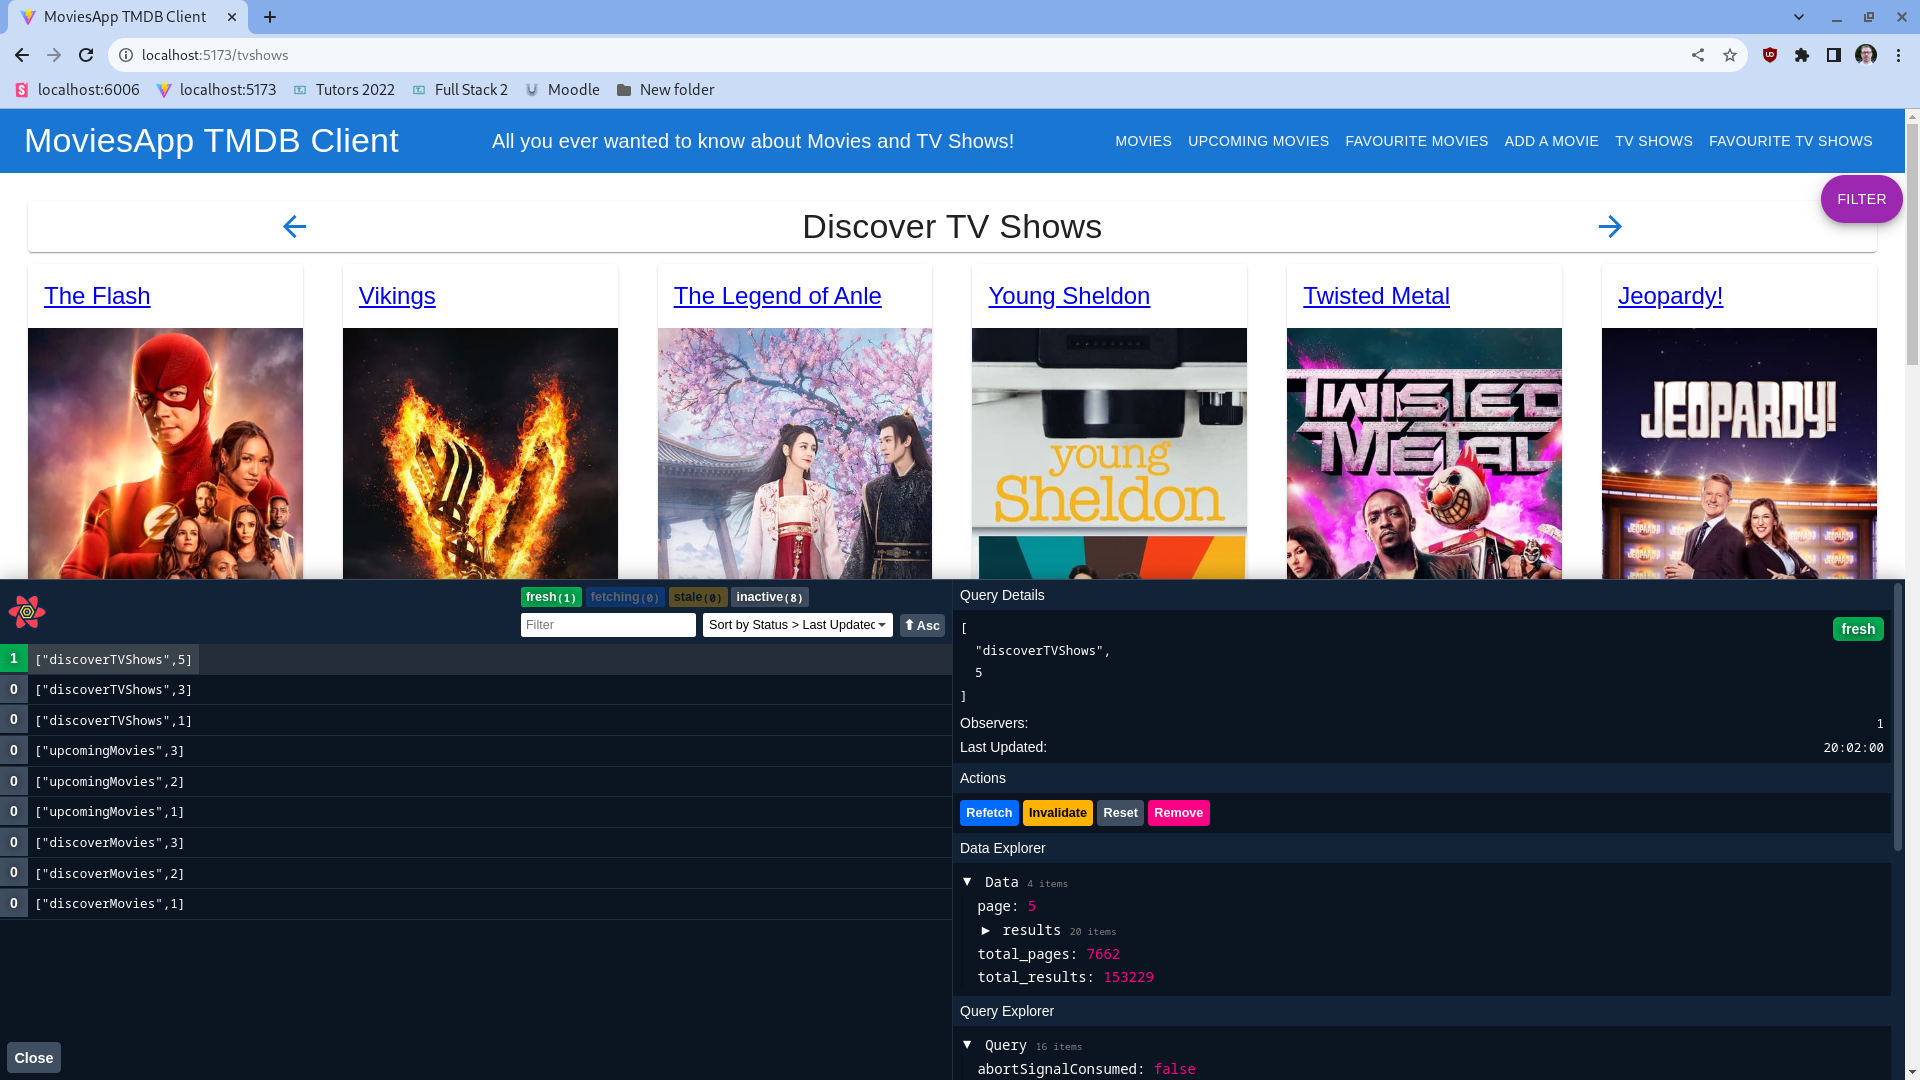 MoviesApp TMDB Client
localhost:5173/tvshows
localhost:6006 localhost:5173 Tutors 2022 Full Stack 2 Moodle New folder
MoviesApp TMDB Client All you ever wanted to know about Movies and TV Shows! MOVIES UPCOMING MOVIES FAVOURITE MOVIES ADD A MOVIE TV SHOWS FAVOURITE TV SHOWS
FILTER
Discover TV Shows
The Flash Vikings The Legend of Anle Young Sheldon Twisted Metal Jeopardy!
TWISTED
METAL
JEOPARDY!
young
Sheldon
fresh(1) fetching(0) stale(0) inactive(8)
Filter Sort by Status > Last Updated Asc
1 ["discoverTVShows",5]
0 ["discoverTVShows",3]
0 ["discoverTVShows",1]
0 ["upcomingMovies",3]
0 ["upcomingMovies",2]
0 ["upcomingMovies",1]
0 ["discoverMovies",3]
0 ["discoverMovies",2]
0 ["discoverMovies",1]
Close
Query Details
[
"discoverTVShows",
5
]
fresh
Observers: 1
Last Updated: 20:02:00
Actions
Refetch Invalidate Reset Remove
Data Explorer
Data 4 items
page: 5
results 20 items
total_pages: 7662
total_results: 153229
Query Explorer
Query 16 items
abortSignalConsumed: false